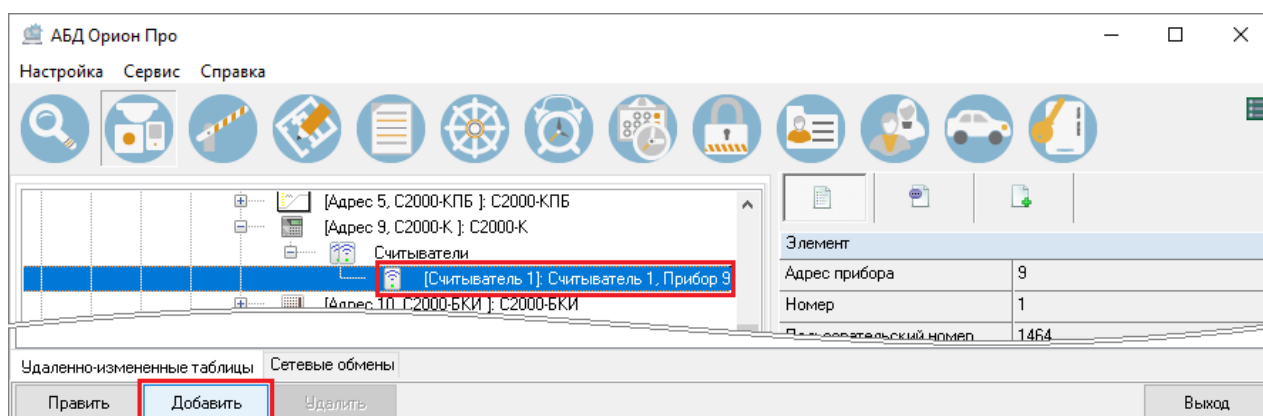 АБД Орион Про
Настройка Сервис Справка
[Адрес 5, С2000-КПБ ]: С2000-КПБ
[Адрес 9, С2000-К ]: С2000-К
Считыватели
[Считыватель 1]: Считыватель 1, Прибор 9
[Адрес 10, С2000-БКИ ]: С2000-БКИ
Элемент
Адрес прибора 9
Номер 1
Пользовательский номер 1464
Удаленно-измененные таблицы Сетевые обмены
Править Добавить Удалить Выход